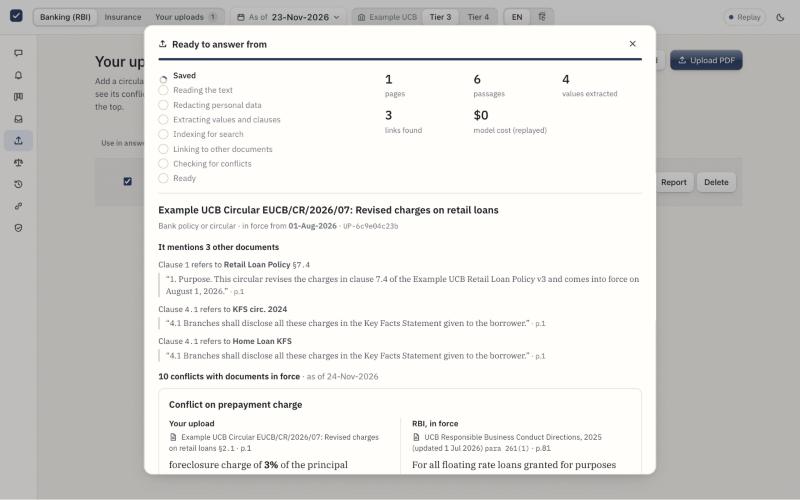 Banking (RBI) Insurance Your uploads 1 As of 23-Nov-2026 Example UCB Tier 3 Tier 4 EN Replay
Ready to answer from
Your up
Upload PDF
Add a circula
see its confli
the top.
Use in answe
Report Delete
Saved
Reading the text
Redacting personal data
Extracting values and clauses
Indexing for search
Linking to other documents
Checking for conflicts
Ready
1 6 4
pages passages values extracted
3 $0
links found model cost (replayed)
Example UCB Circular EUCB/CR/2026/07: Revised charges on retail loans
Bank policy or circular · in force from 01-Aug-2026 · UP-6c9e04c23b
It mentions 3 other documents
Clause 1 refers to Retail Loan Policy §7.4
“1. Purpose. This circular revises the charges in clause 7.4 of the Example UCB Retail Loan Policy v3 and comes into force on
August 1, 2026.” · p.1
Clause 4.1 refers to KFS circ. 2024
“4.1 Branches shall disclose all these charges in the Key Facts Statement given to the borrower.” · p.1
Clause 4.1 refers to Home Loan KFS
“4.1 Branches shall disclose all these charges in the Key Facts Statement given to the borrower.” · p.1
10 conflicts with documents in force · as of 24-Nov-2026
Conflict on prepayment charge
Your upload
Example UCB Circular EUCB/CR/2026/07: Revised charges
on retail loans §2.1 · p.1
foreclosure charge of 3% of the principal
RBI, in force
UCB Responsible Business Conduct Directions, 2025
(updated 1 Jul 2026) para 261(1) · p.81
For all floating rate loans granted for purposes